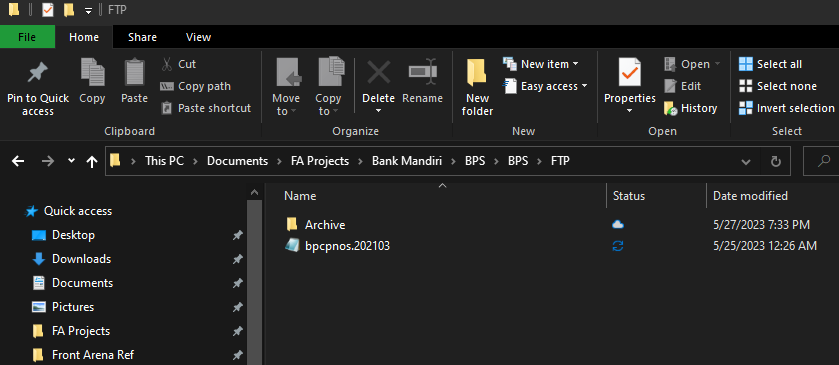 FTP
File Home Share View
Pin to Quick access
Copy
Paste
Cut
Copy path
Paste shortcut
Clipboard
Move to
Copy to
Delete
Rename
Organize
New folder
New item
Easy access
New
Properties
Open
Edit
History
Open
Select all
Select none
Invert selection
Select
This PC Documents FA Projects Bank Mandiri BPS BPS FTP
Name Status Date modified
Quick access
Desktop
Downloads
Documents
Pictures
FA Projects
Front Arena Ref
Archive 5/27/2023 7:33 PM
bpcpnos.202103 5/25/2023 12:26 AM